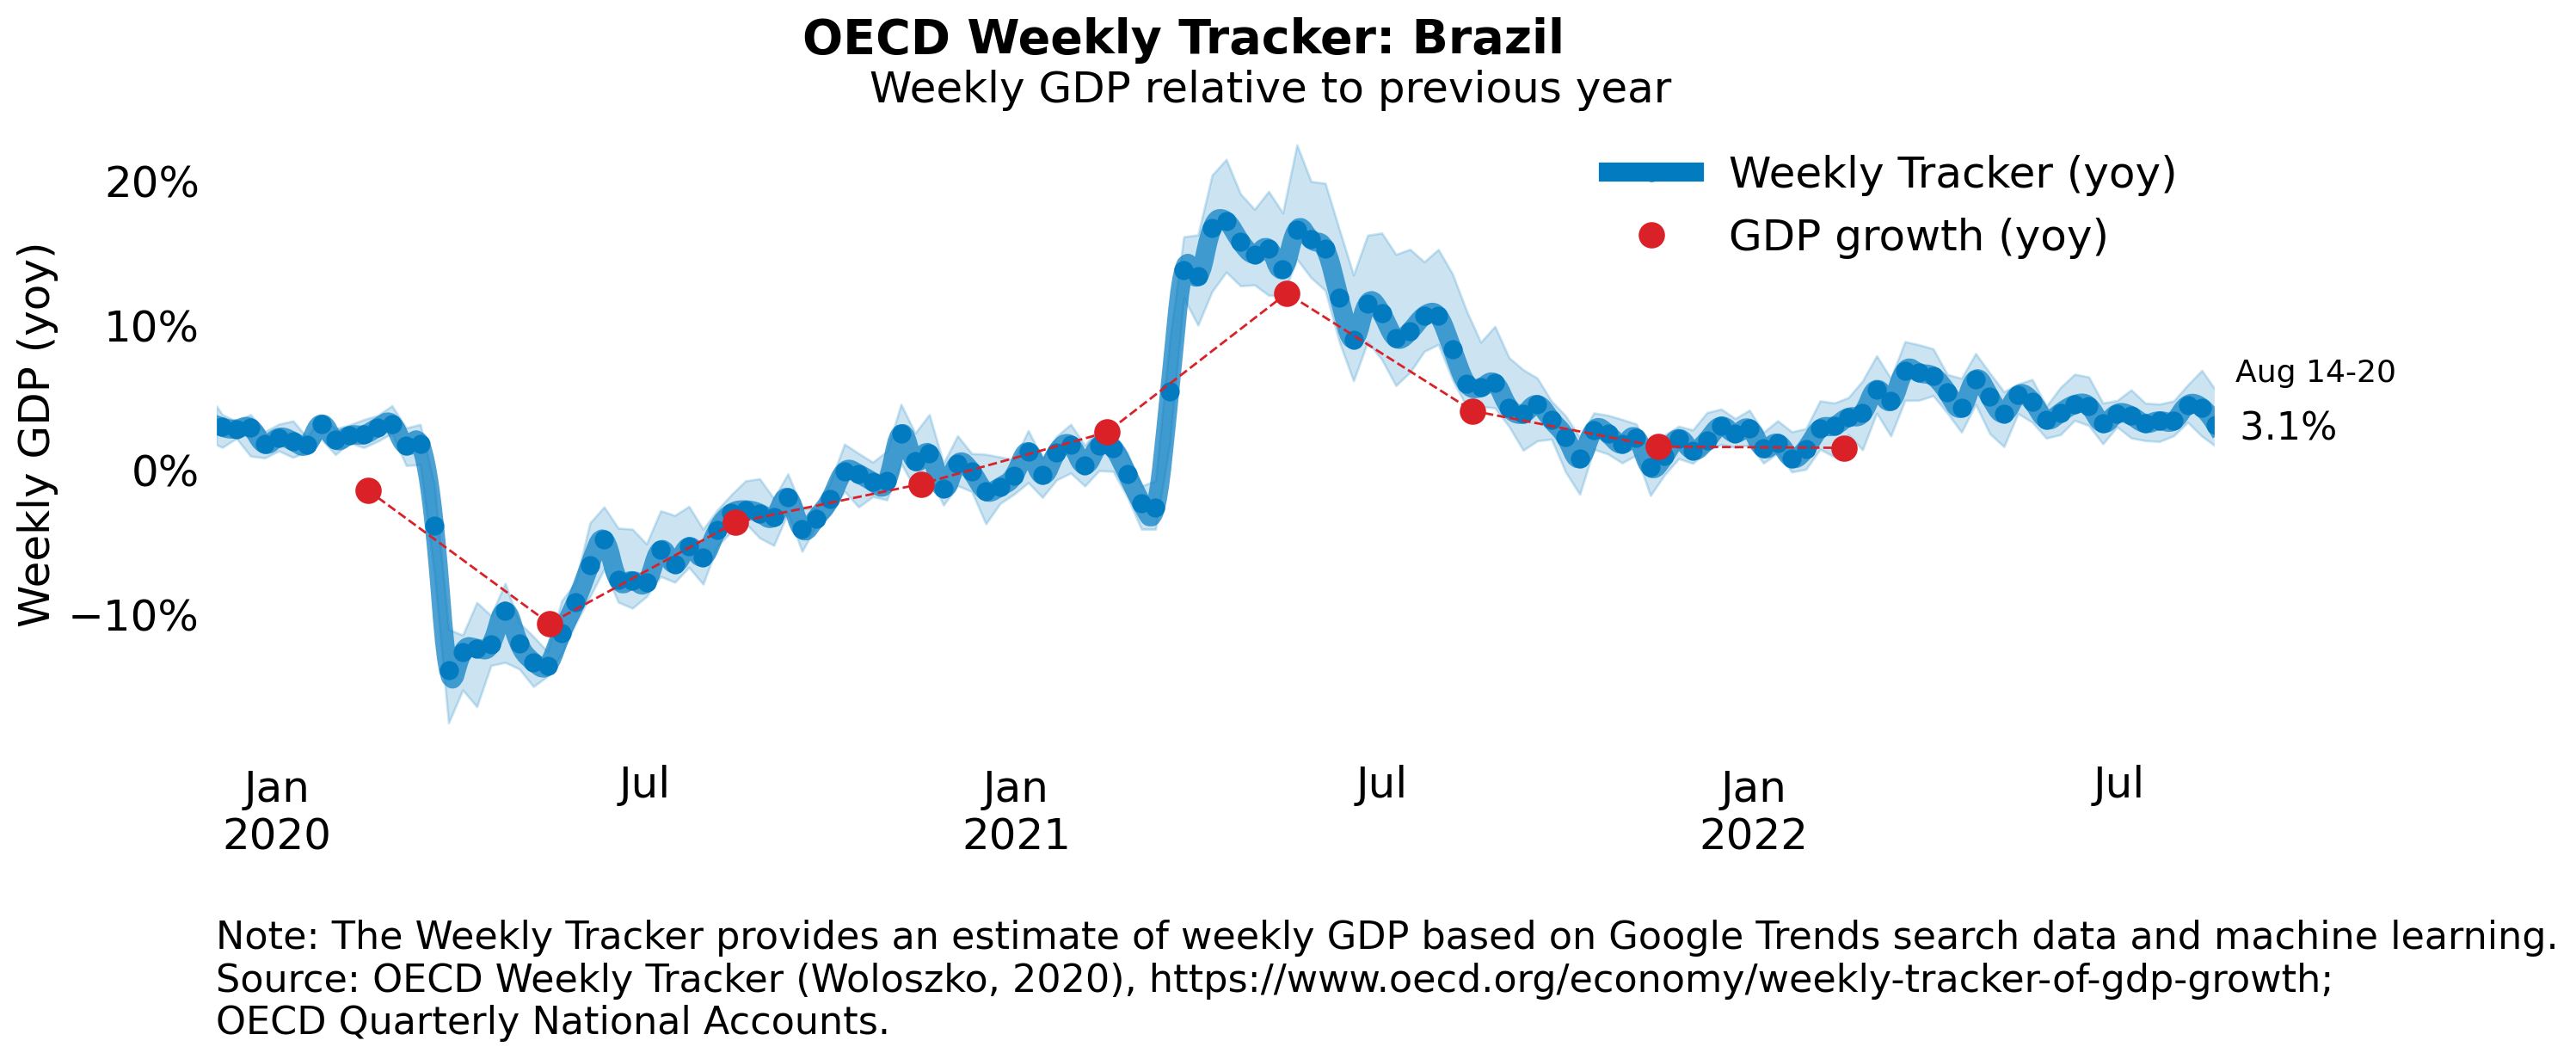 OECD Weekly Tracker: Brazil
Weekly GDP relative to previous year
Weekly Tracker (yoy)
GDP growth (yoy)
Weekly GDP (yoy)
20%
10%
0%
−10%
Aug 14-20
3.1%
Jan
2020
Jul
Jan
2021
Jul
Jan
2022
Jul
Note: The Weekly Tracker provides an estimate of weekly GDP based on Google Trends search data and machine learning.
Source: OECD Weekly Tracker (Woloszko, 2020), https://www.oecd.org/economy/weekly-tracker-of-gdp-growth;
OECD Quarterly National Accounts.